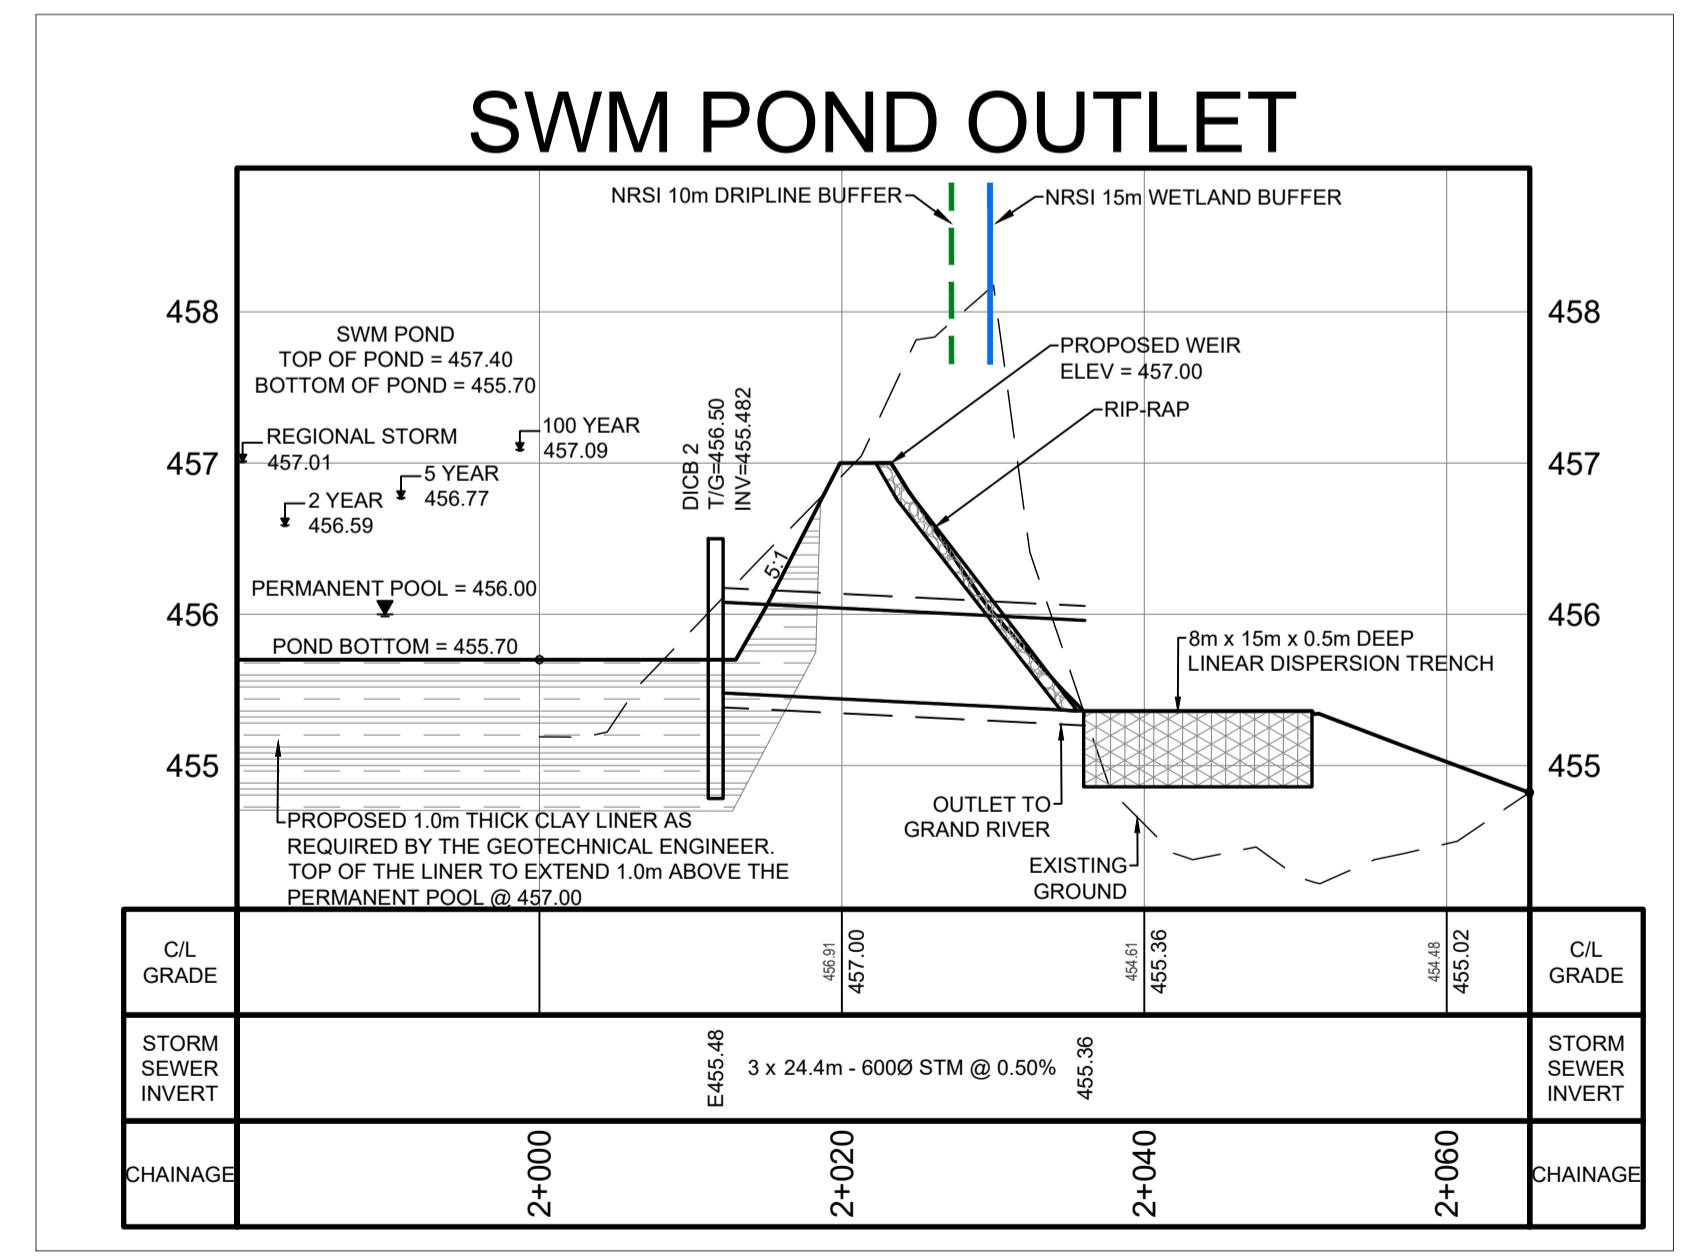 SWM POND OUTLET
NRSI 10m DRIPLINE BUFFER
NRSI 15m WETLAND BUFFER
458
458
SWM POND
TOP OF POND = 457.40
BOTTOM OF POND = 455.70
PROPOSED WEIR
ELEV = 457.00
RIP-RAP
REGIONAL STORM
457.01
100 YEAR
457.09
5 YEAR
456.77
2 YEAR
456.59
DICB 2
T/G=456.50
INV=455.482
457
457
5:1
PERMANENT POOL = 456.00
456
456
POND BOTTOM = 455.70
8m x 15m x 0.5m DEEP
LINEAR DISPERSION TRENCH
455
455
OUTLET TO
GRAND RIVER
EXISTING
GROUND
PROPOSED 1.0m THICK CLAY LINER AS
REQUIRED BY THE GEOTECHNICAL ENGINEER.
TOP OF THE LINER TO EXTEND 1.0m ABOVE THE
PERMANENT POOL @ 457.00
C/L
GRADE
456.91
457.00
454.61
455.36
454.48
455.02
C/L
GRADE
STORM
SEWER
INVERT
E455.48
3 x 24.4m - 600Ø STM @ 0.50%
455.36
STORM
SEWER
INVERT
CHAINAGE
2+000
2+020
2+040
2+060
CHAINAGE